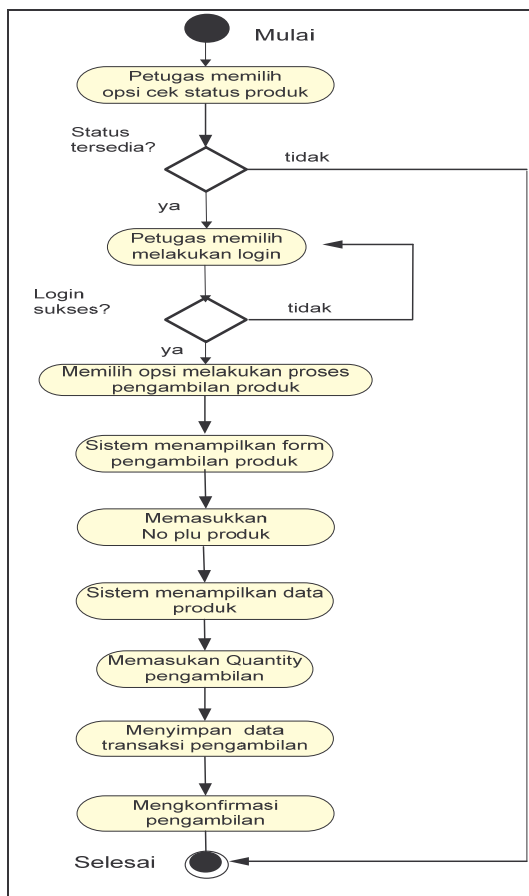 Mulai
Petugas memilih
opsi cek status produk
Status
tersedia?
tidak
ya
Petugas memilih
melakukan login
Login
sukses?
tidak
ya
Memilih opsi melakukan proses
pengambilan produk
Sistem menampilkan form
pengambilan produk
Memasukkan
No plu produk
Sistem menampilkan data
produk
Memasukan Quantity
pengambilan
Menyimpan data
transaksi pengambilan
Mengkonfirmasi
pengambilan
Selesai